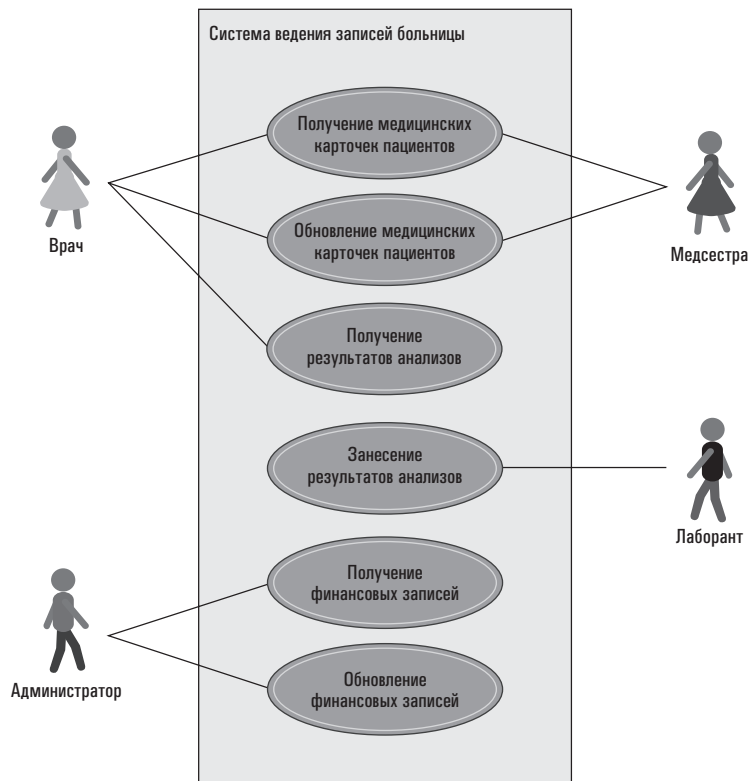 Система ведения записей больницы
Получение медицинских
карточек пациентов
Врач
Обновление медицинских
карточек пациентов
Медсестра
Получение
результатов анализов
Занесение
результатов анализов
Лаборант
Получение
финансовых записей
Администратор
Обновление
финансовых записей